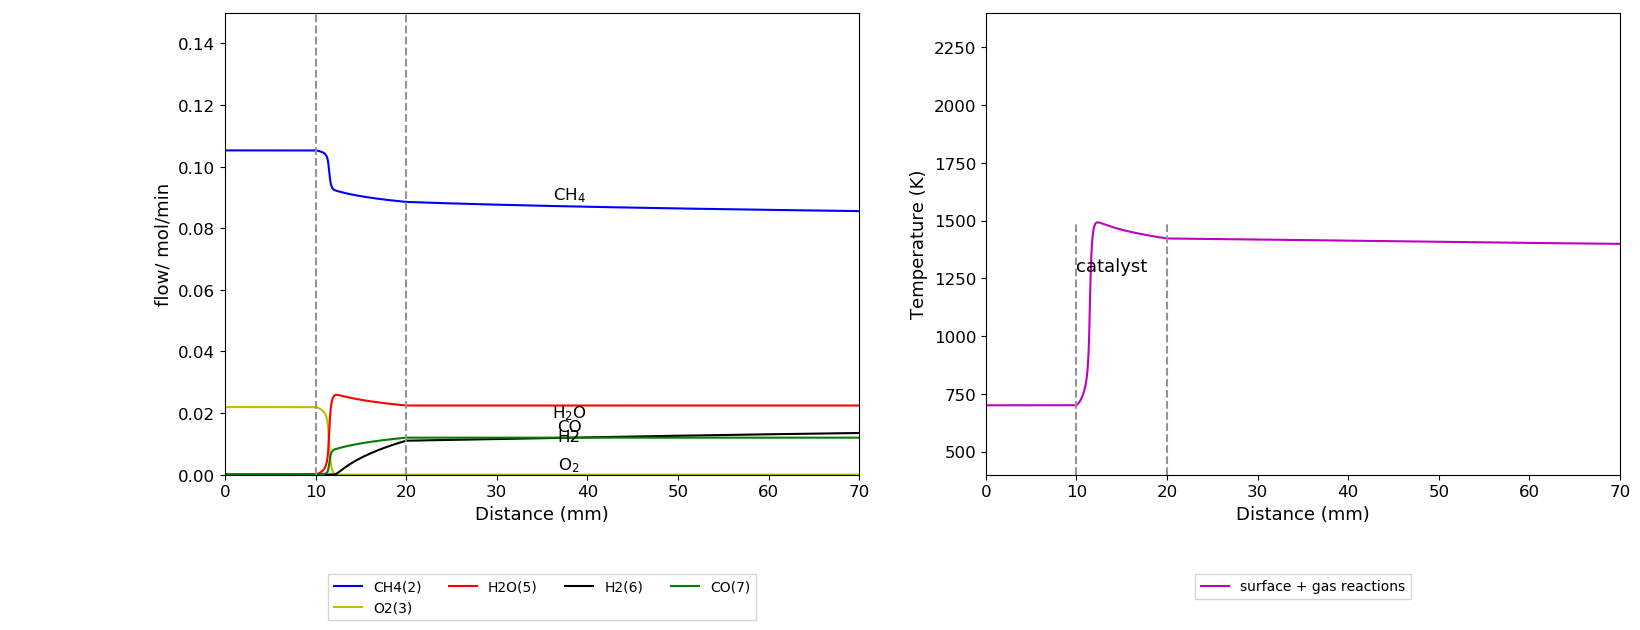 0.14
0.12
0.10
0.08
0.06
0.04
0.02
0.00
flow/ mol/min
CH4
H2O
CO
H2
O2
0 10 20 30 40 50 60 70
Distance (mm)
CH4(2) H2O(5) H2(6) CO(7)
O2(3)
2250
2000
1750
1500
1250
1000
750
500
Temperature (K)
catalyst
0 10 20 30 40 50 60 70
Distance (mm)
surface + gas reactions